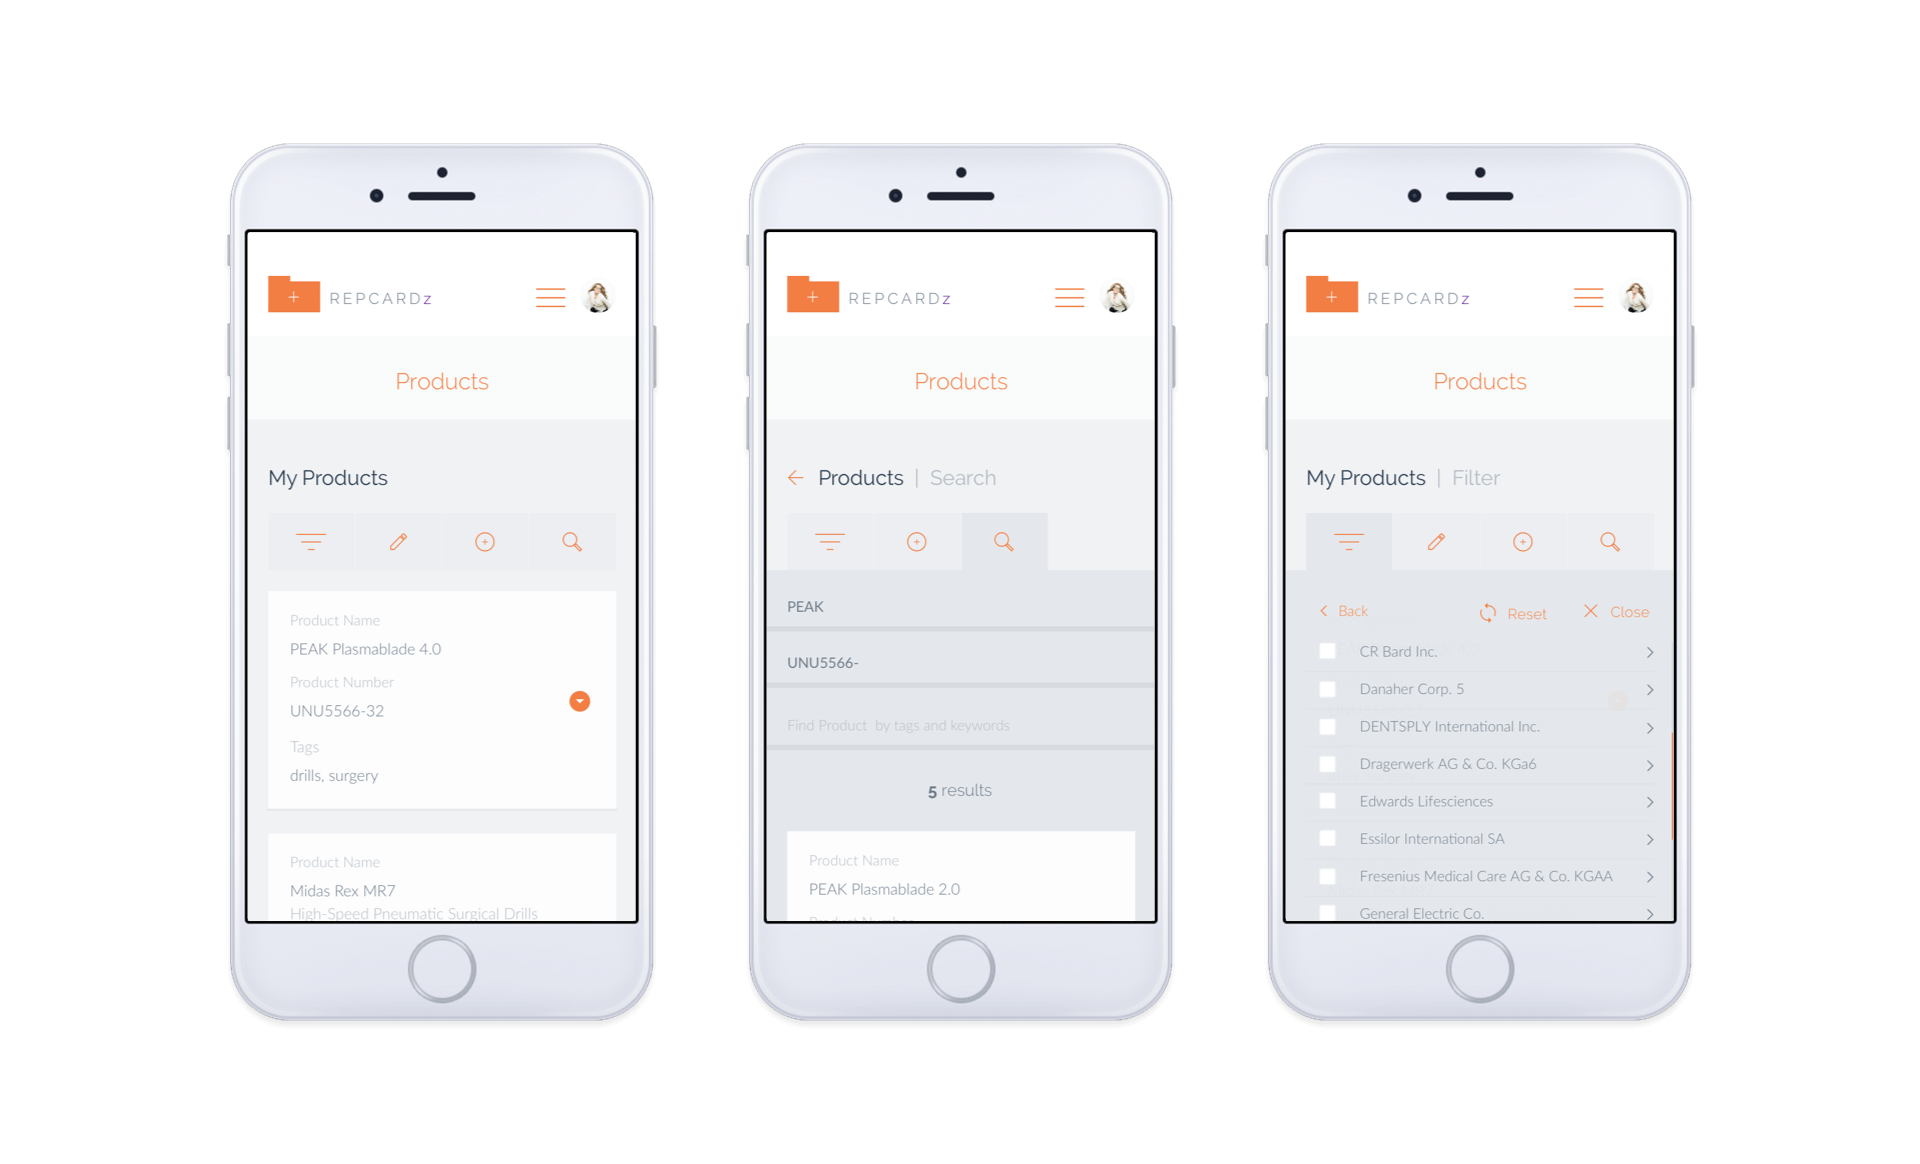 REPCARDz
Products
My Products
Product Name
PEAK Plasmablade 4.0
Product Number
UNU5566-32
Tags
drills, surgery
Product Name
Midas Rex MR7
High-Speed Pneumatic Surgical Drills
REPCARDz
Products
Products | Search
PEAK
UNU5566-
Find Product by tags and keywords
5 results
Product Name
PEAK Plasmablade 2.0
Product Number
REPCARDz
Products
My Products | Filter
Back Reset Close
CR Bard Inc.
Danaher Corp. 5
DENTSPLY International Inc.
Dragerwerk AG & Co. KGa6
Edwards Lifesciences
Essilor International SA
Fresenius Medical Care AG & Co. KGAA
General Electric Co.